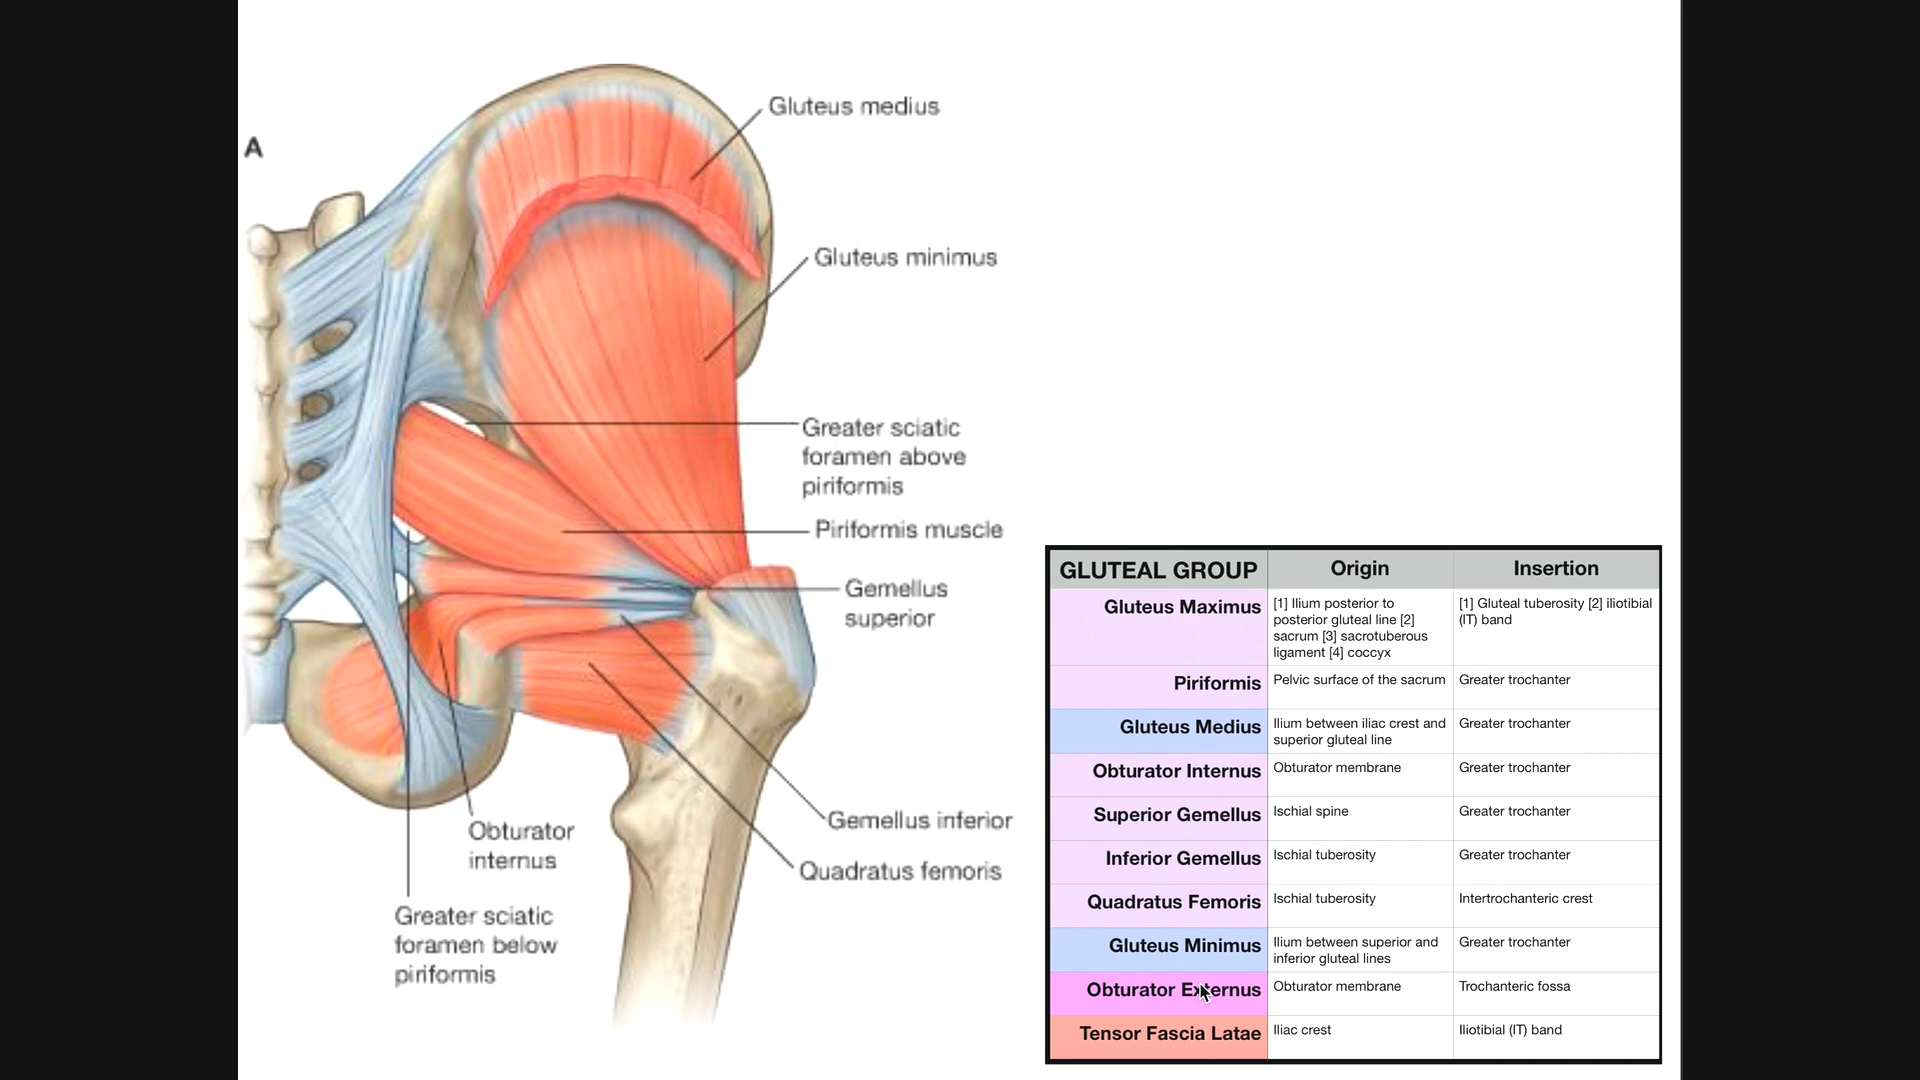 A
Gluteus medius
Gluteus minimus
Greater sciatic
foramen above
piriformis
Piriformis muscle
Gemellus
superior
Gemellus inferior
Quadratus femoris
Obturator
internus
Greater sciatic
foramen below
piriformis
GLUTEAL GROUP Origin Insertion
Gluteus Maximus [1] Ilium posterior to [1] Gluteal tuberosity [2] iliotibial
posterior gluteal line [2] (IT) band
sacrum [3] sacrotuberous
ligament [4] coccyx
Piriformis Pelvic surface of the sacrum Greater trochanter
Gluteus Medius Ilium between iliac crest and Greater trochanter
superior gluteal line
Obturator Internus Obturator membrane Greater trochanter
Superior Gemellus Ischial spine Greater trochanter
Inferior Gemellus Ischial tuberosity Greater trochanter
Quadratus Femoris Ischial tuberosity Intertrochanteric crest
Gluteus Minimus Ilium between superior and Greater trochanter
inferior gluteal lines
Obturator Externus Obturator membrane Trochanteric fossa
Tensor Fascia Latae Iliac crest Iliotibial (IT) band